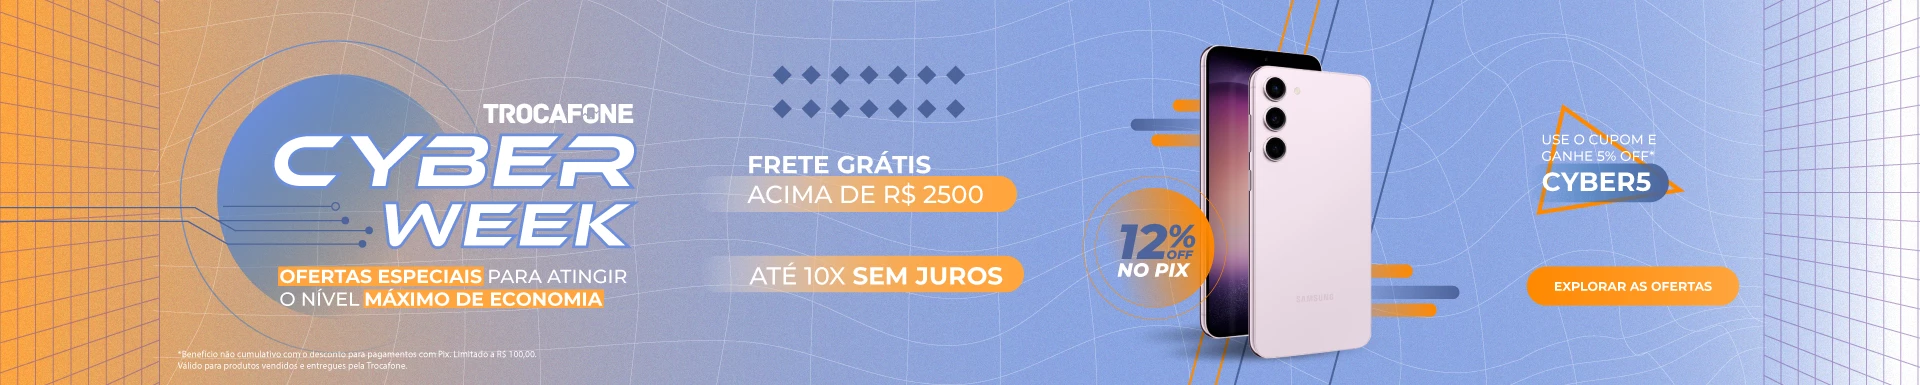 TROCAFONE
CYBER
WEEK
OFERTAS ESPECIAIS PARA ATINGIR
O NÍVEL MÁXIMO DE ECONOMIA
*Benefício não cumulativo com o desconto para pagamentos com Pix. Limitado a R$ 100,00.
Válido para produtos vendidos e entregues pela Trocafone.
FRETE GRÁTIS
ACIMA DE R$ 2500
ATÉ 10X SEM JUROS
12% OFF
NO PIX
SAMSUNG
USE O CUPOM E
GANHE 5% OFF*
CYBER5
EXPLORAR AS OFERTAS